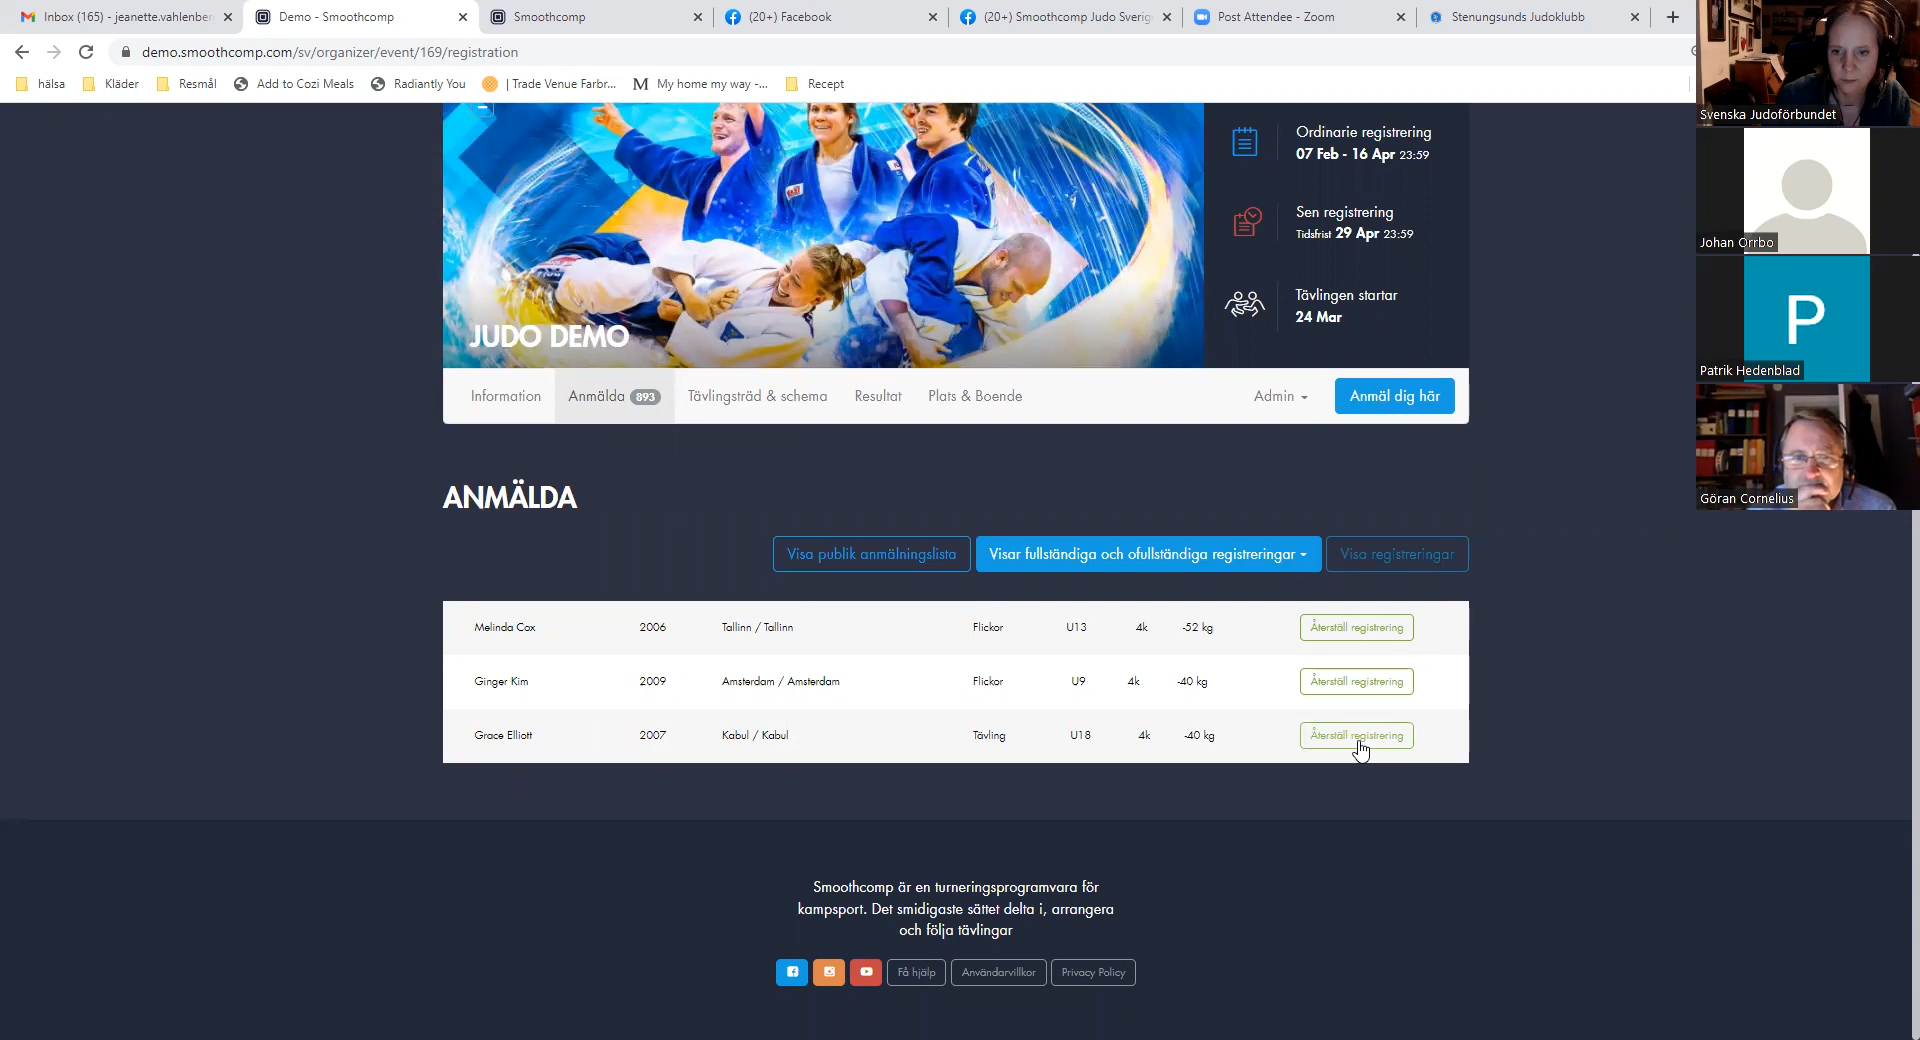 Inbox (165) - jeanette.vahlenber
Demo - Smoothcomp
Smoothcomp
(20+) Facebook
(20+) Smoothcomp Judo Sverig
Post Attendee - Zoom
Stenungsunds Judoklubb
demo.smoothcomp.com/sv/organizer/event/169/registration
hälsa
Kläder
Resmål
Add to Cozi Meals
Radiantly You
| Trade Venue Farbr...
M My home my way -...
Recept
Svenska Judoförbundet
Johan Orrbo
P
Patrik Hedenblad
Göran Cornelius
Ordinarie registrering
07 Feb - 16 Apr 23:59
Sen registrering
Tidsfrist 29 Apr 23:59
Tävlingen startar
24 Mar
JUDO DEMO
Information
Anmälda 893
Tävlingsträd & schema
Resultat
Plats & Boende
Admin
Anmäl dig här
ANMÄLDA
Visa publik anmälningslista
Visar fullständiga och ofullständiga registreringar
Visa registreringar
Melinda Cox 2006 Tallinn / Tallinn Flickor U13 4k -52 kg Återställ registrering
Ginger Kim 2009 Amsterdam / Amsterdam Flickor U9 4k -40 kg Återställ registrering
Grace Elliott 2007 Kabul / Kabul Tävling U18 4k -40 kg Återställ registrering
Smoothcomp är en turneringsprogramvara för
kampsport. Det smidigaste sättet delta i, arrangera
och följa tävlingar
Få hjälp
Användarvillkor
Privacy Policy